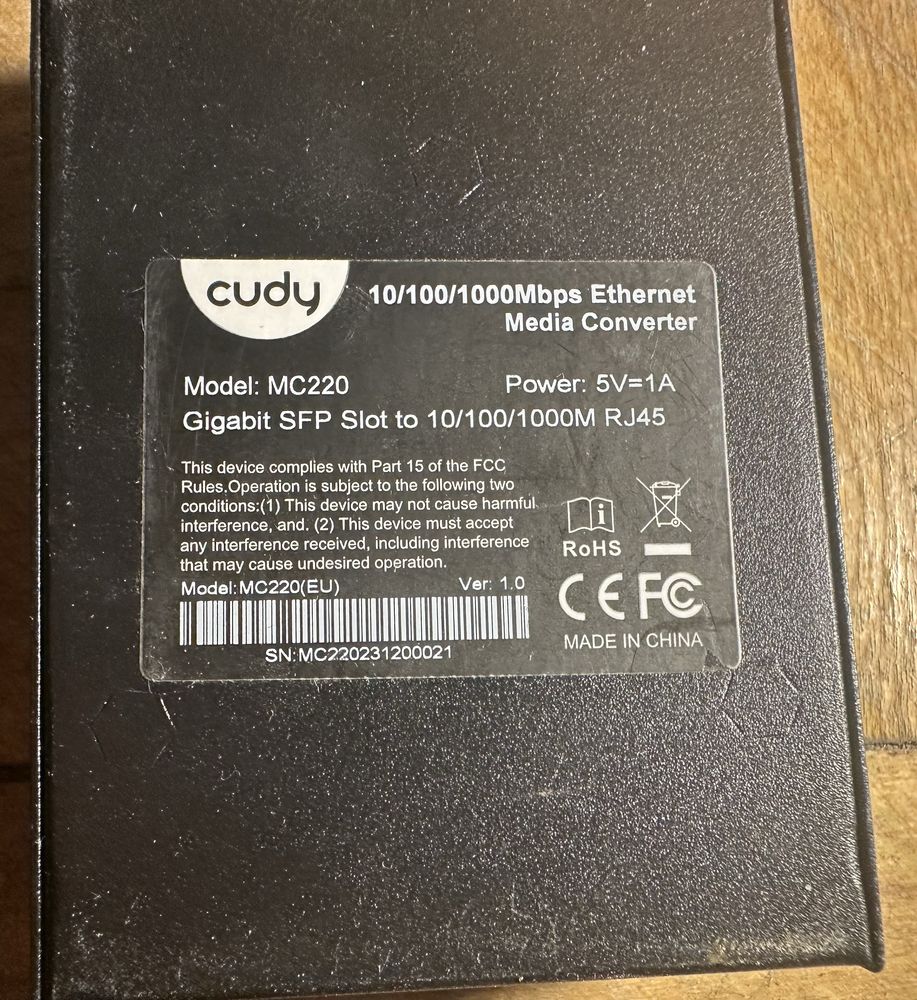 cudy
10/100/1000Mbps Ethernet
Media Converter
Model: MC220
Power: 5V=1A
Gigabit SFP Slot to 10/100/1000M RJ45
This device complies with Part 15 of the FCC
Rules.Operation is subject to the following two
conditions:(1) This device may not cause harmful
interference, and. (2) This device must accept
any interference received, including interference
that may cause undesired operation.
Model:MC220(EU)
Ver: 1.0
SN:MC220231200021
i
RoHS
CE FC
MADE IN CHINA